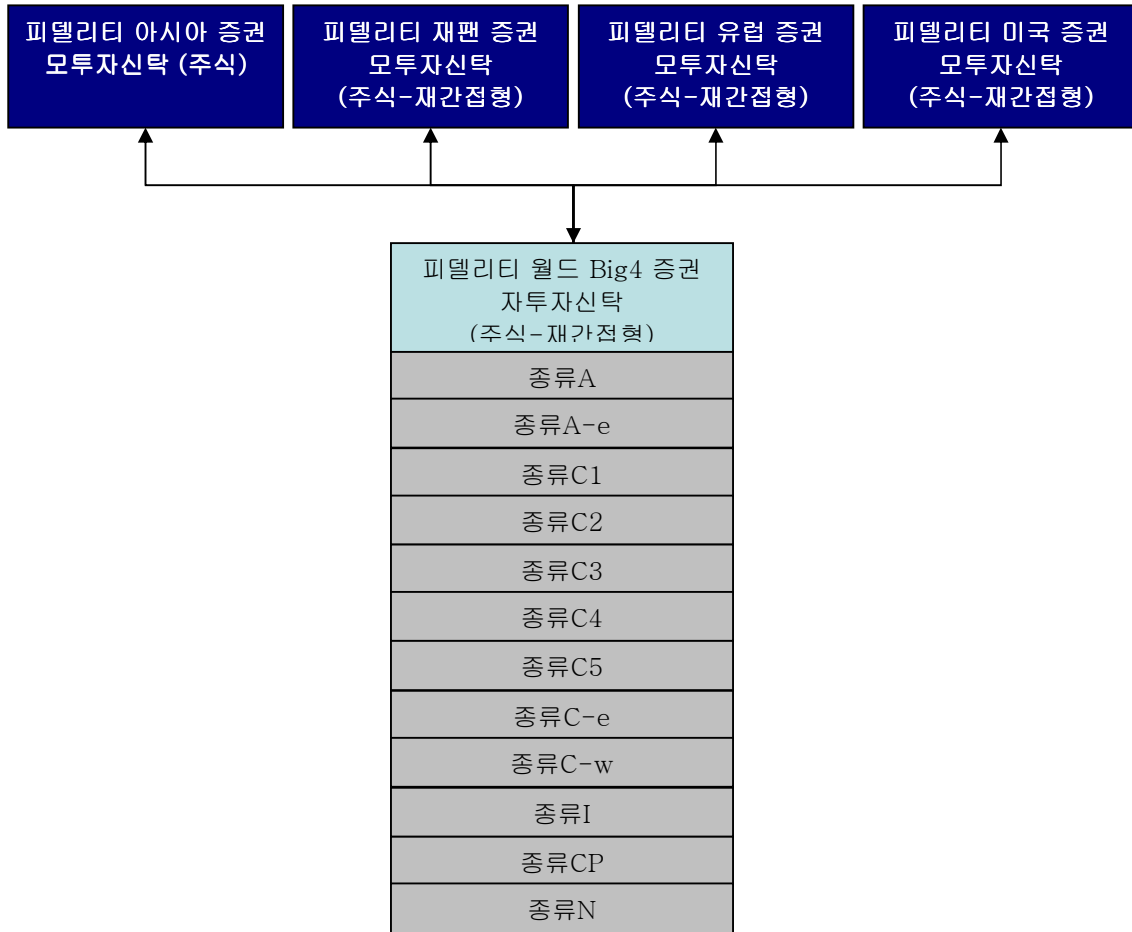 피델리티 아시아 증권
모투자신탁 (주식)
피델리티 재팬 증권
모투자신탁
(주식-재간접형)
피델리티 유럽 증권
모투자신탁
(주식-재간접형)
피델리티 미국 증권
모투자신탁
(주식-재간접형)
피델리티 월드 Big4 증권
자투자신탁
(주식-재간접형)
종류A
종류A-e
종류C1
종류C2
종류C3
종류C4
종류C5
종류C-e
종류C-w
종류I
종류CP
종류N